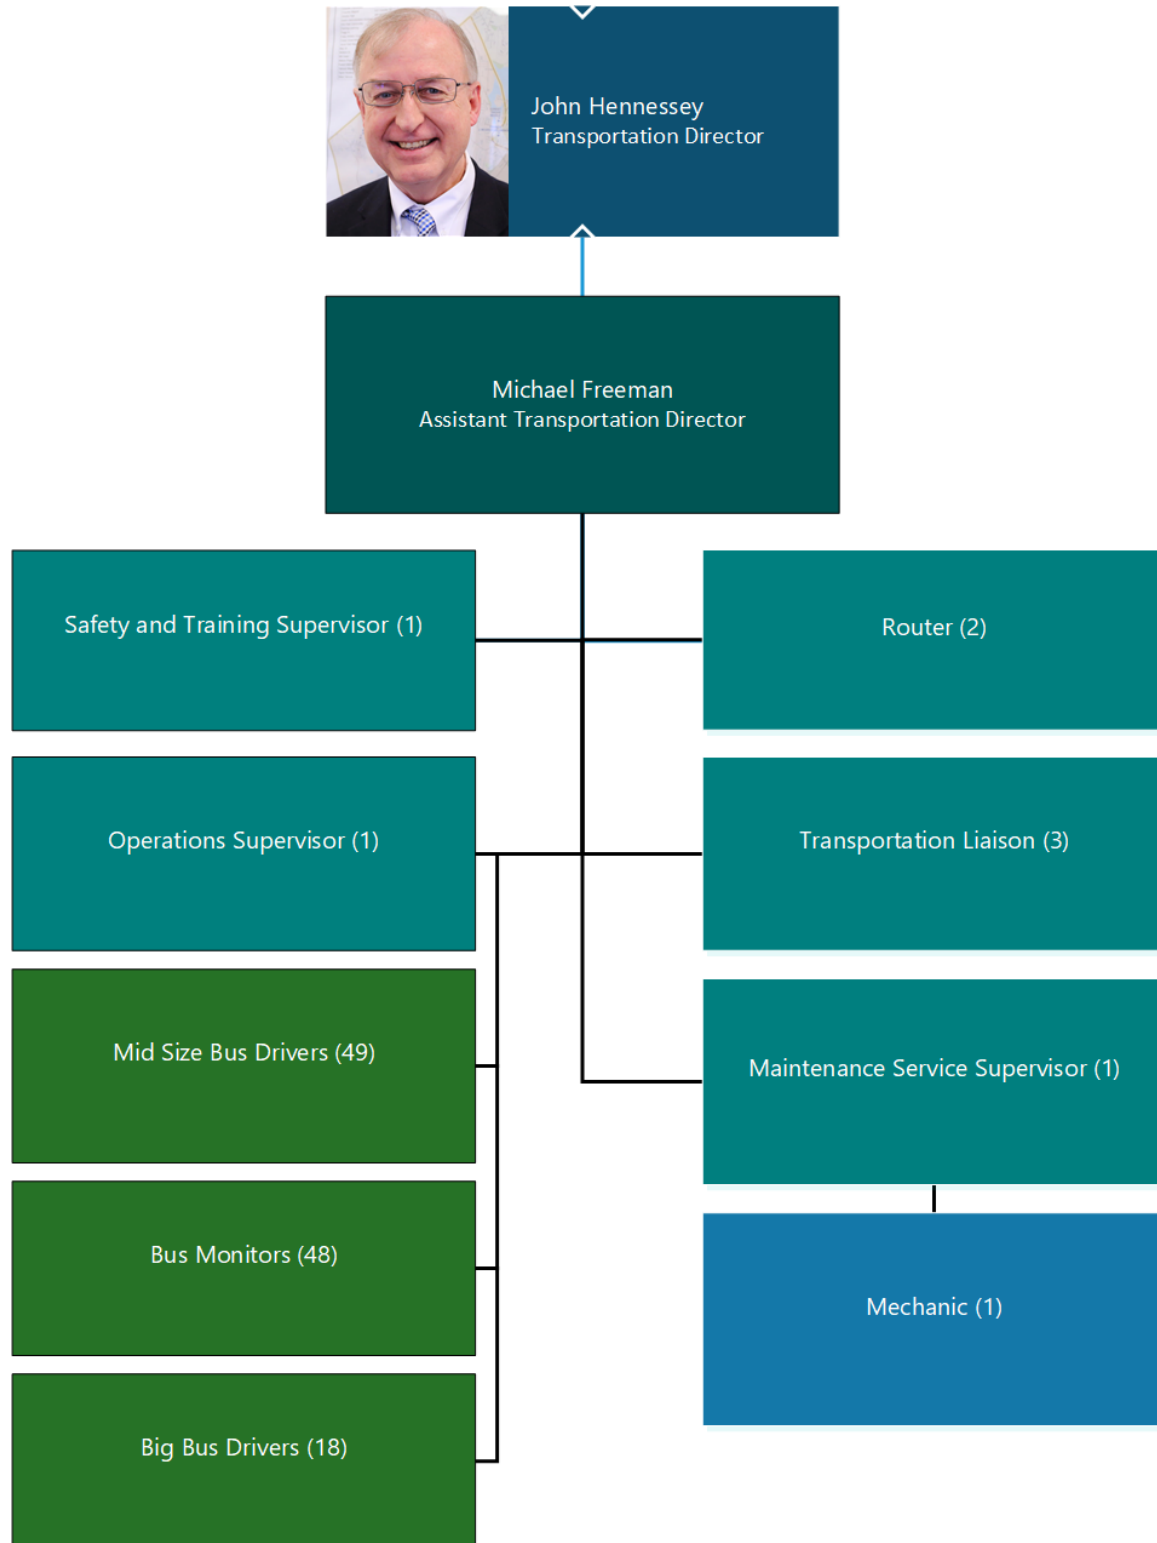 John Hennessey
Transportation Director
Michael Freeman
Assistant Transportation Director
Safety and Training Supervisor (1)
Router (2)
Operations Supervisor (1)
Transportation Liaison (3)
Mid Size Bus Drivers (49)
Maintenance Service Supervisor (1)
Bus Monitors (48)
Mechanic (1)
Big Bus Drivers (18)